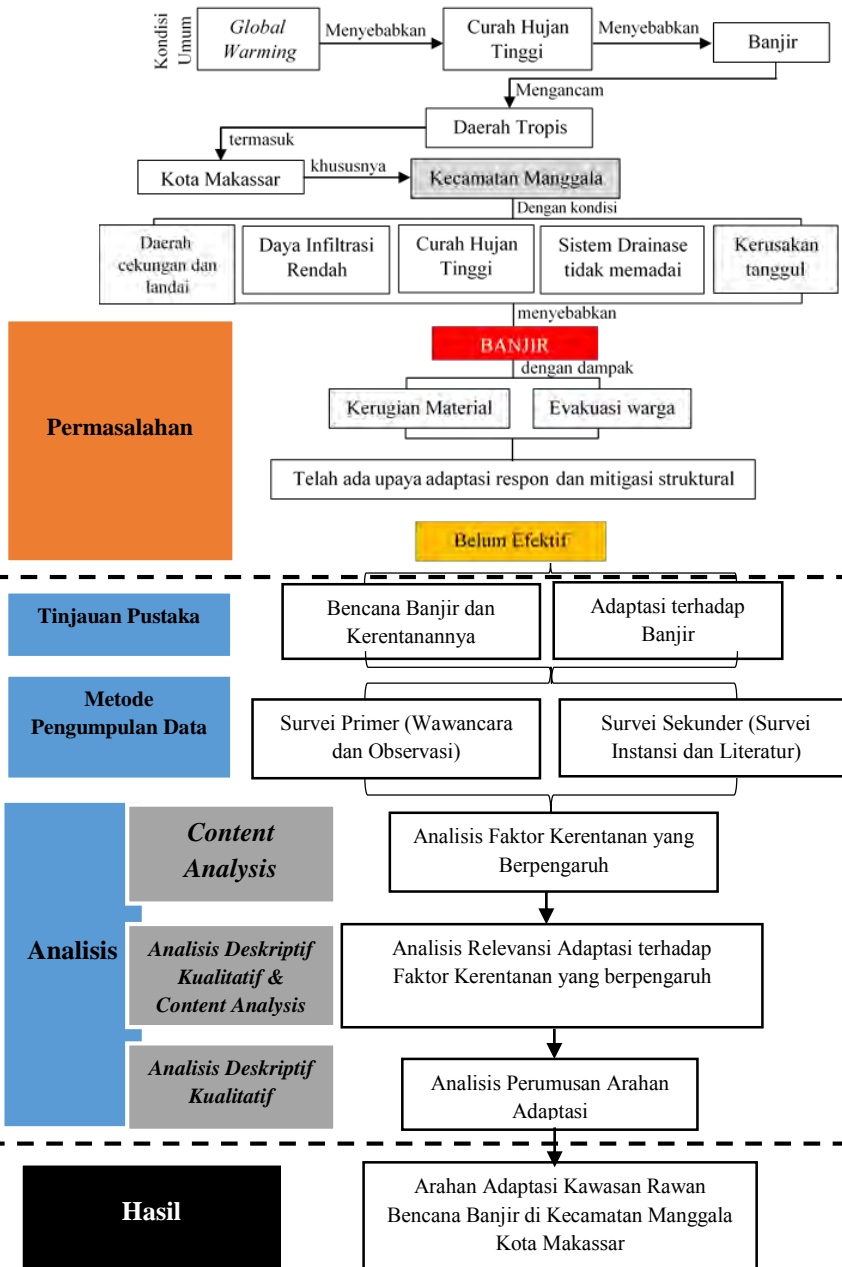 Kondisi
Umum
Global
Warming
Menyebabkan
Curah Hujan
Tinggi
Menyebabkan
Banjir
Mengancam
Daerah Tropis
termasuk
Kota Makassar
khususnya
Kecamatan Manggala
Dengan kondisi
Daerah
cekungan dan
landai
Daya Infiltrasi
Rendah
Curah Hujan
Tinggi
Sistem Drainase
tidak memadai
Kerusakan
tanggul
menyebabkan
BANJIR
dengan dampak
Kerugian Material
Evakuasi warga
Permasalahan
Telah ada upaya adaptasi respon dan mitigasi struktural
Belum Efektif
Tinjauan Pustaka
Bencana Banjir dan
Kerentanannya
Adaptasi terhadap
Banjir
Metode
Pengumpulan Data
Survei Primer (Wawancara
dan Observasi)
Survei Sekunder (Survei
Instansi dan Literatur)
Analisis
Content
Analysis
Analisis Faktor Kerentanan yang
Berpengaruh
Analisis Deskriptif
Kualitatif &
Content Analysis
Analisis Relevansi Adaptasi terhadap
Faktor Kerentanan yang berpengaruh
Analisis Deskriptif
Kualitatif
Analisis Perumusan Arahan
Adaptasi
Hasil
Arahan Adaptasi Kawasan Rawan
Bencana Banjir di Kecamatan Manggala
Kota Makassar